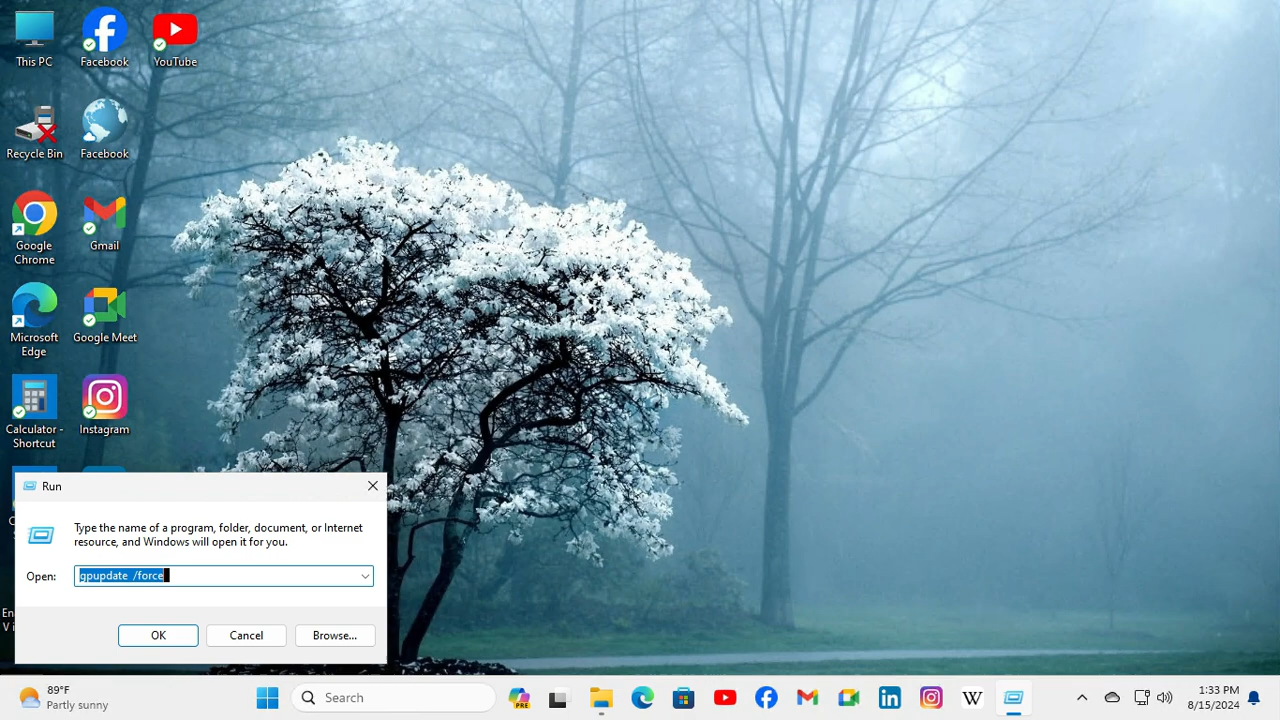 This PC
Facebook
YouTube
Recycle Bin
Facebook
Google
Chrome
Gmail
Microsoft
Edge
Google Meet
Calculator -
Shortcut
Instagram
Run
Type the name of a program, folder, document, or Internet
resource, and Windows will open it for you.
Open:
gpupdate /force
OK
Cancel
Browse...
89°F
Partly sunny
Search
PRE
W
1:33 PM
8/15/2024